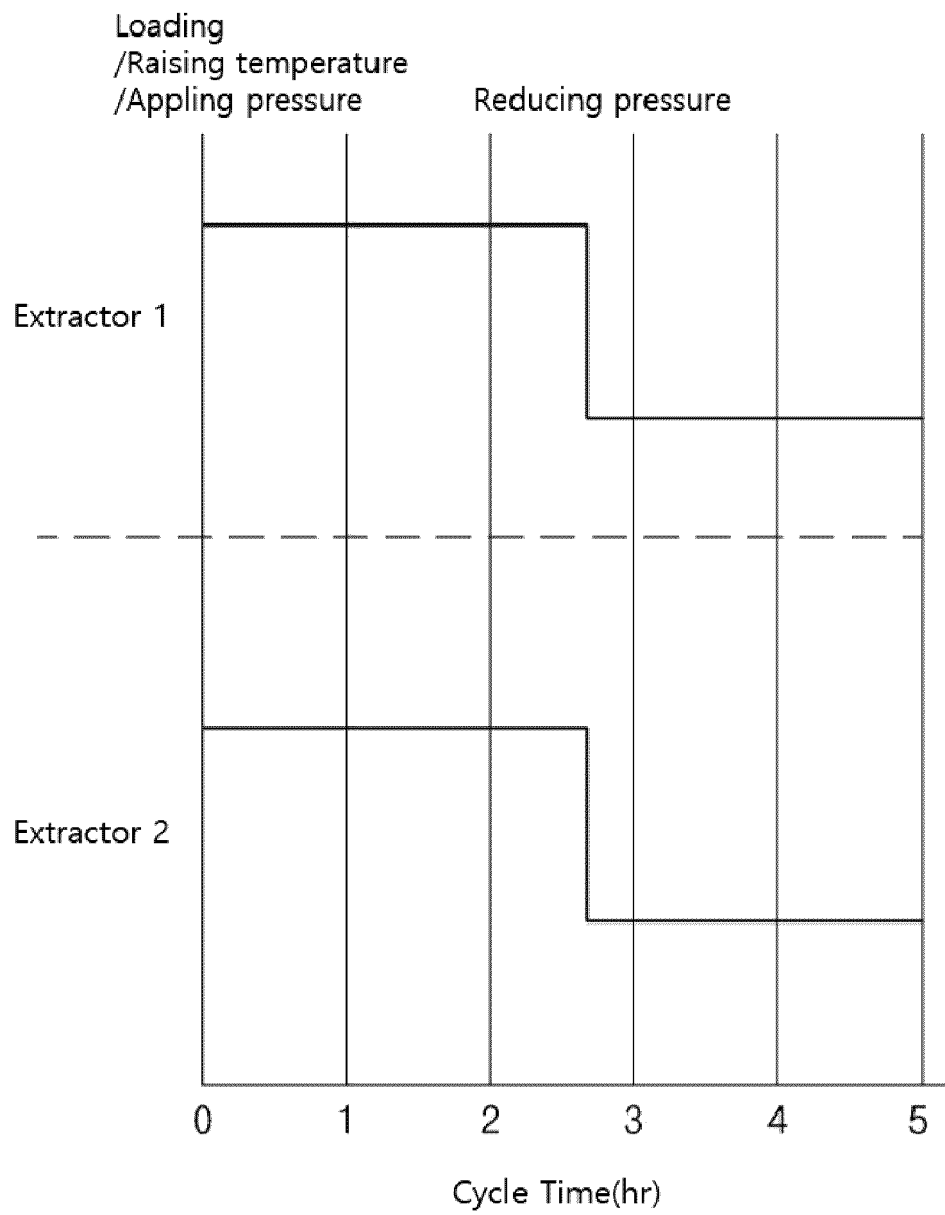 Loading
/Raising temperature
/Appling pressure
Reducing pressure
Extractor 1
Extractor 2
0 1 2 3 4 5
Cycle Time(hr)